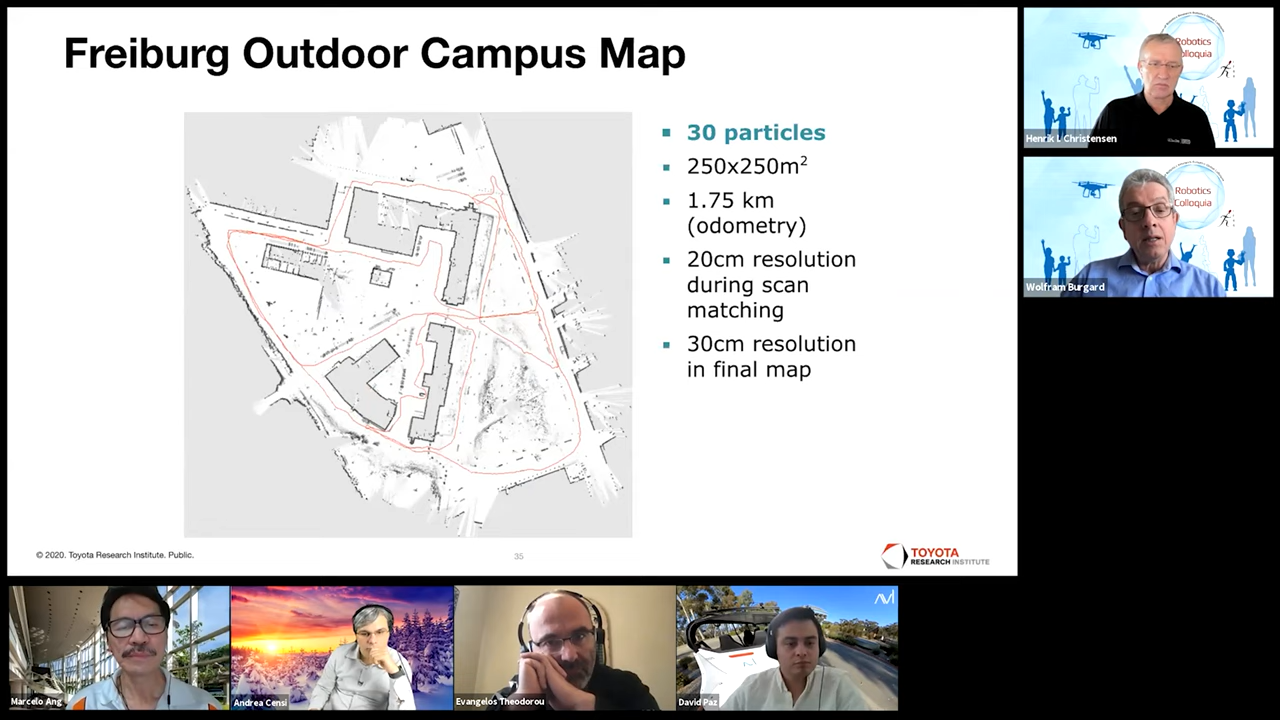 Freiburg Outdoor Campus Map
30 particles
250x250m²
1.75 km
(odometry)
20cm resolution
during scan
matching
30cm resolution
in final map
© 2020. Toyota Research Institute. Public.
35
TOYOTA
RESEARCH INSTITUTE
Robotics
Colloquia
Henrik I. Christensen
Robotics
Colloquia
Wolfram Burgard
Marcelo Ang
Andrea Censi
Evangelos Theodorou
David Paz
AVL